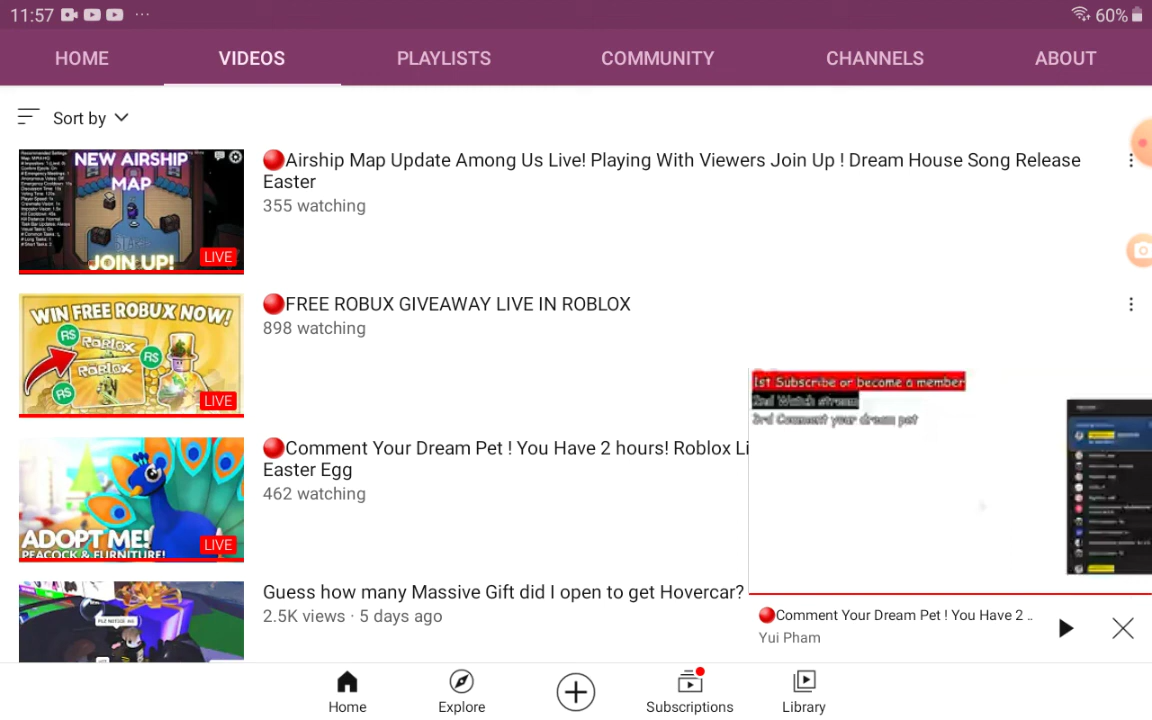 11:57
60%
HOME VIDEOS PLAYLISTS COMMUNITY CHANNELS ABOUT
Sort by
NEW AIRSHIP
MAP
JOIN UP!
LIVE
🔴Airship Map Update Among Us Live! Playing With Viewers Join Up ! Dream House Song Release
Easter
355 watching
WIN FREE ROBUX NOW!
R$
ROBLOX
R$
ROBLOX
R$
LIVE
🔴FREE ROBUX GIVEAWAY LIVE IN ROBLOX
898 watching
ADOPT ME!
PEACOCK & FURNITURE!
LIVE
🔴Comment Your Dream Pet ! You Have 2 hours! Roblox Li
Easter Egg
462 watching
Guess how many Massive Gift did I open to get Hovercar?
2.5K views · 5 days ago
1st Subscribe or become a member
2nd Watch stream
3rd Comment your dream pet
🔴Comment Your Dream Pet ! You Have 2 ..
Yui Pham
Home Explore Subscriptions Library